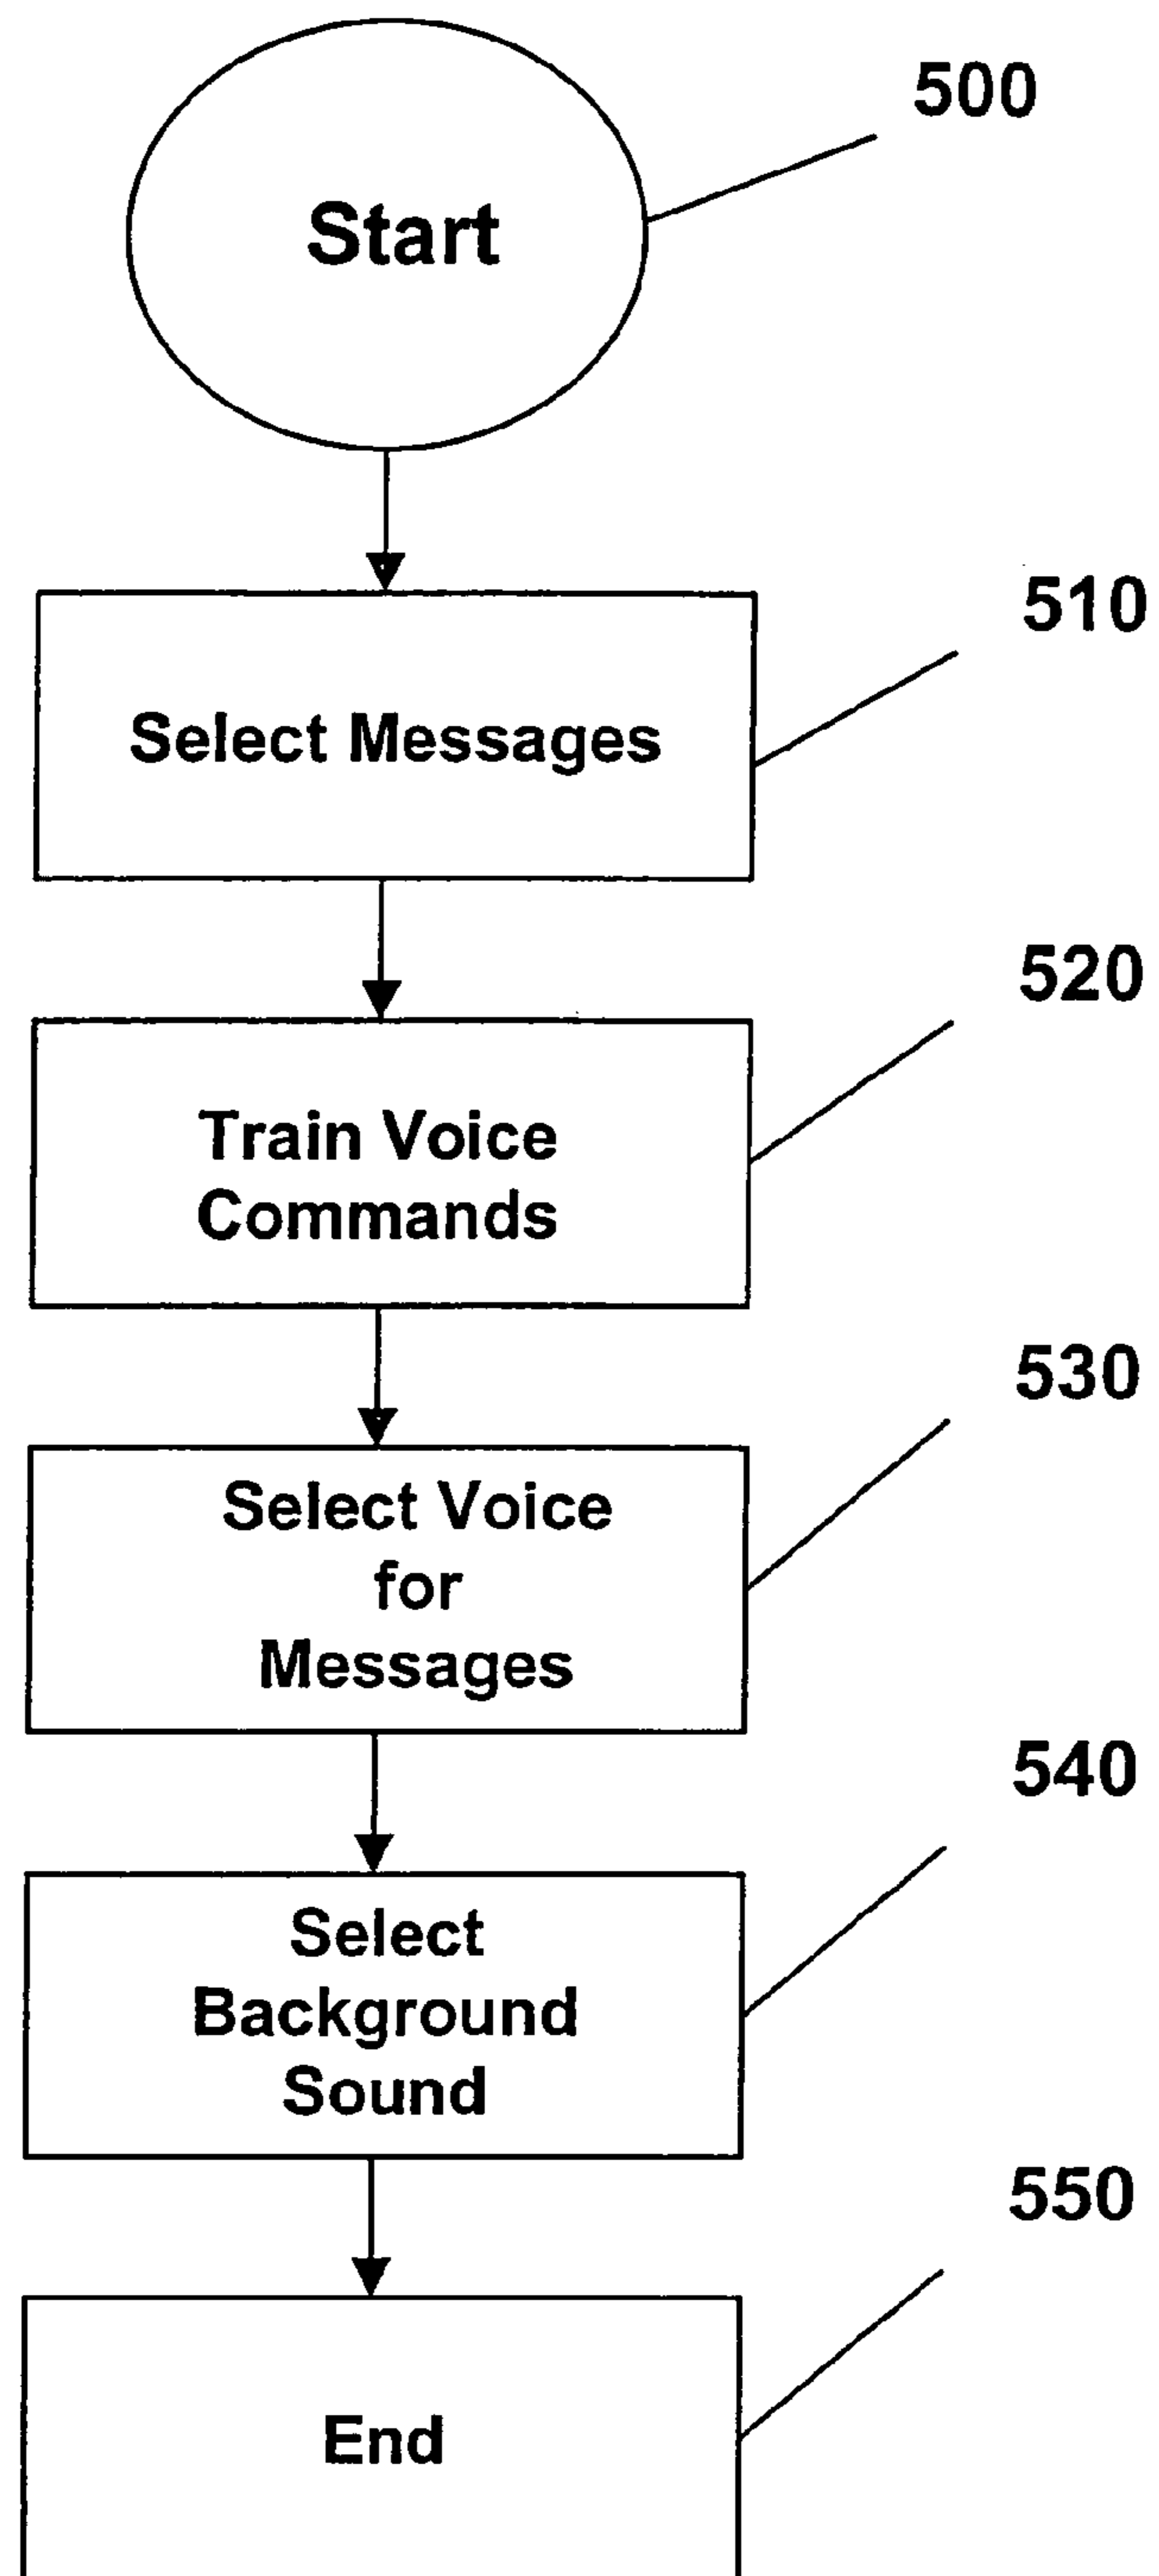 500
Start
510
Select Messages
520
Train Voice
Commands
530
Select Voice
for
Messages
540
Select
Background
Sound
550
End